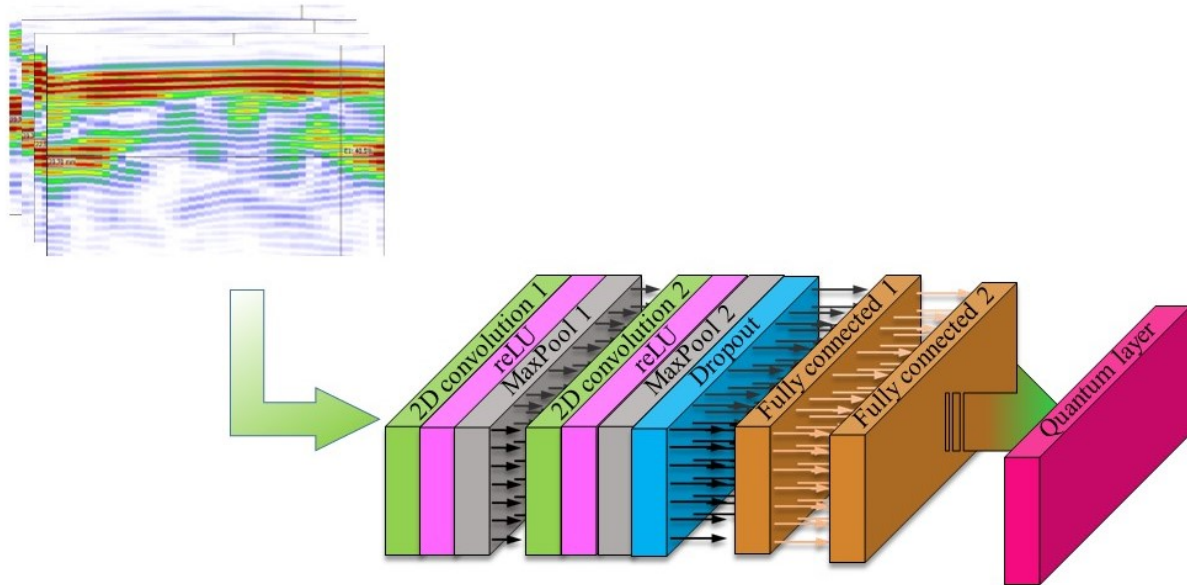 2D convolution 1
reLU
MaxPool 1
2D convolution 2
reLU
MaxPool 2
Dropout
Fully connected 1
Fully connected 2
Quantum layer